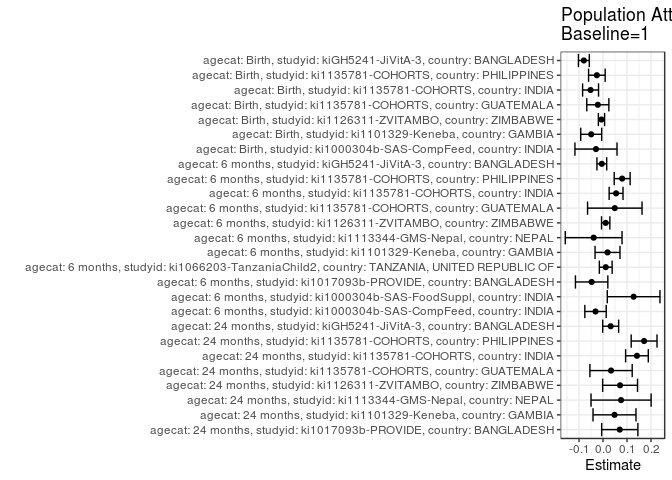 Population Att
Baseline=1
agecat: Birth, studyid: kiGH5241-JiVitA-3, country: BANGLADESH
agecat: Birth, studyid: ki1135781-COHORTS, country: PHILIPPINES
agecat: Birth, studyid: ki1135781-COHORTS, country: INDIA
agecat: Birth, studyid: ki1135781-COHORTS, country: GUATEMALA
agecat: Birth, studyid: ki1126311-ZVITAMBO, country: ZIMBABWE
agecat: Birth, studyid: ki1101329-Keneba, country: GAMBIA
agecat: Birth, studyid: ki1000304b-SAS-CompFeed, country: INDIA
agecat: 6 months, studyid: kiGH5241-JiVitA-3, country: BANGLADESH
agecat: 6 months, studyid: ki1135781-COHORTS, country: PHILIPPINES
agecat: 6 months, studyid: ki1135781-COHORTS, country: INDIA
agecat: 6 months, studyid: ki1135781-COHORTS, country: GUATEMALA
agecat: 6 months, studyid: ki1126311-ZVITAMBO, country: ZIMBABWE
agecat: 6 months, studyid: ki1113344-GMS-Nepal, country: NEPAL
agecat: 6 months, studyid: ki1101329-Keneba, country: GAMBIA
agecat: 6 months, studyid: ki1066203-TanzaniaChild2, country: TANZANIA, UNITED REPUBLIC OF
agecat: 6 months, studyid: ki1017093b-PROVIDE, country: BANGLADESH
agecat: 6 months, studyid: ki1000304b-SAS-FoodSuppl, country: INDIA
agecat: 6 months, studyid: ki1000304b-SAS-CompFeed, country: INDIA
agecat: 24 months, studyid: kiGH5241-JiVitA-3, country: BANGLADESH
agecat: 24 months, studyid: ki1135781-COHORTS, country: PHILIPPINES
agecat: 24 months, studyid: ki1135781-COHORTS, country: INDIA
agecat: 24 months, studyid: ki1135781-COHORTS, country: GUATEMALA
agecat: 24 months, studyid: ki1126311-ZVITAMBO, country: ZIMBABWE
agecat: 24 months, studyid: ki1113344-GMS-Nepal, country: NEPAL
agecat: 24 months, studyid: ki1101329-Keneba, country: GAMBIA
agecat: 24 months, studyid: ki1017093b-PROVIDE, country: BANGLADESH
-0.1 0.0 0.1 0.2
Estimate